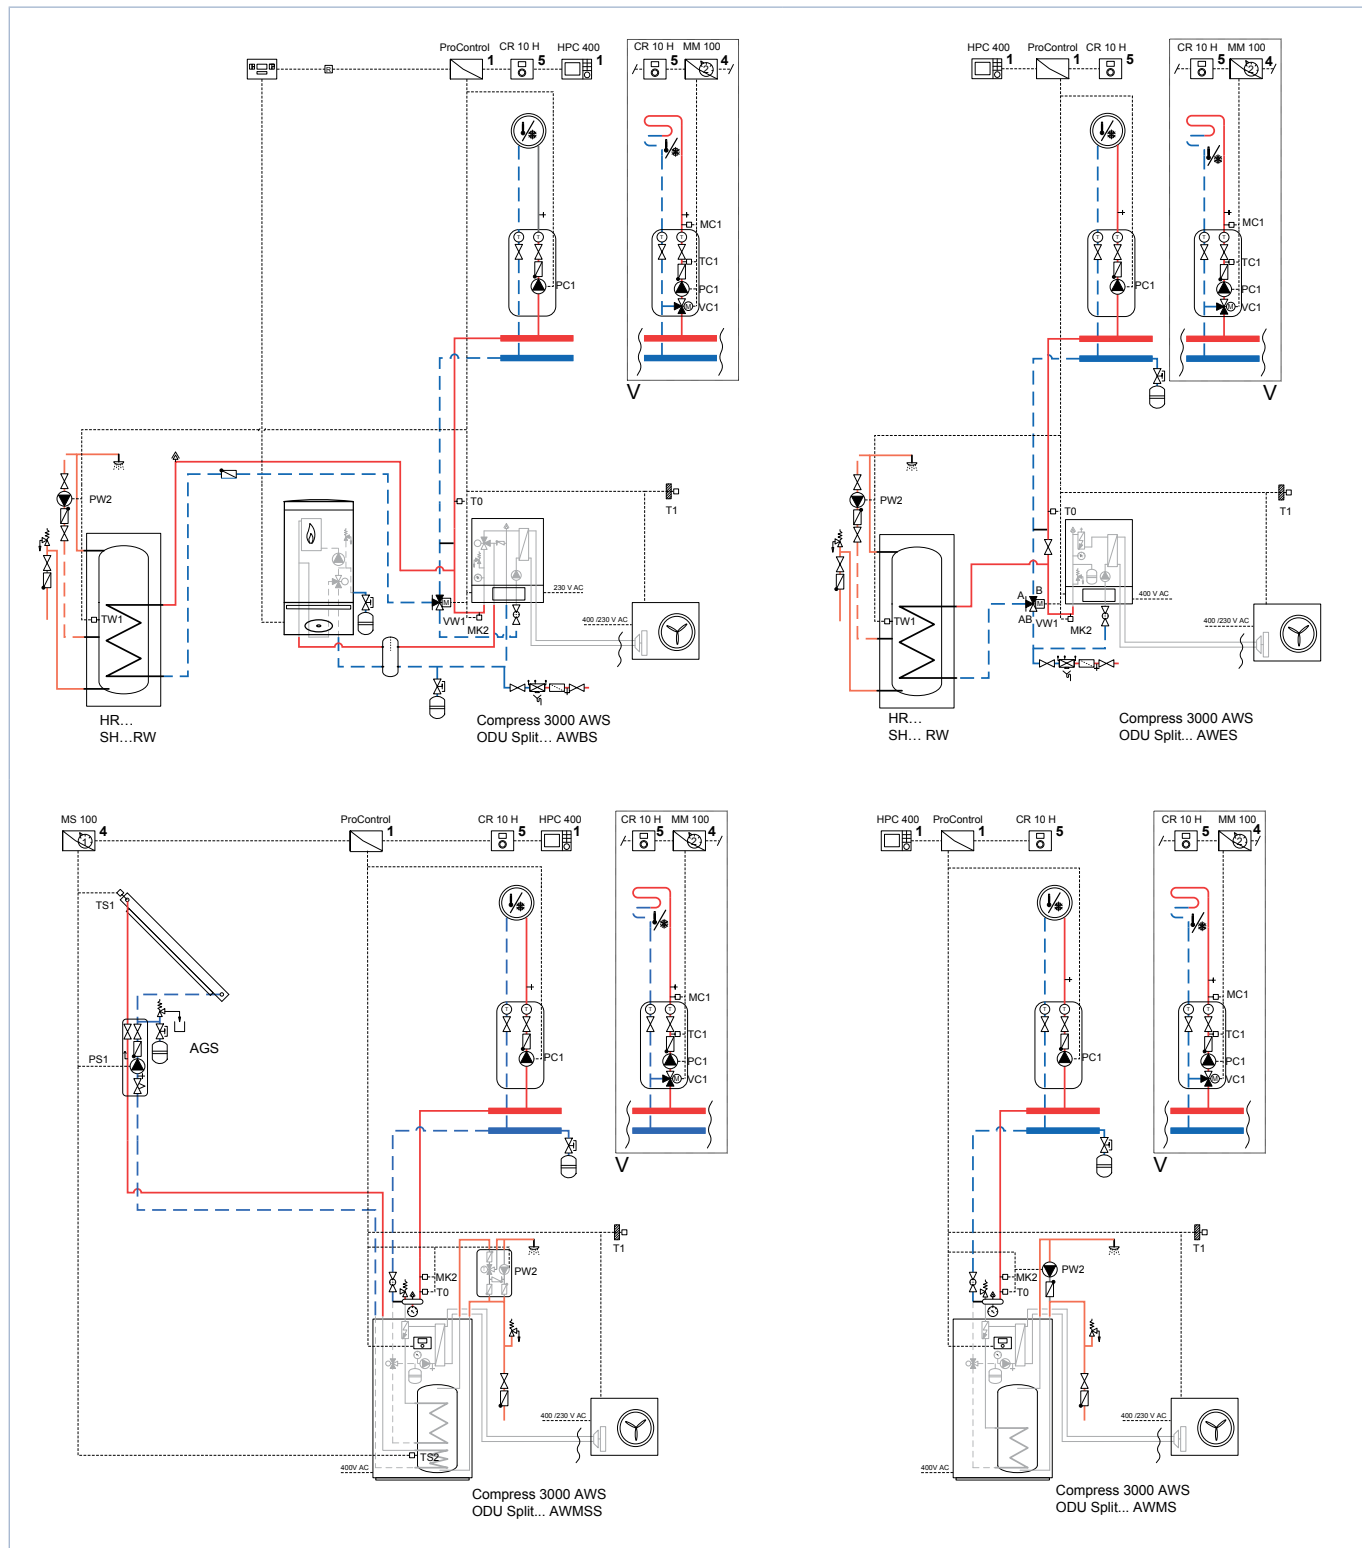 ProControl
1
CR 10 H
5
HPC 400
1
CR 10 H
5
MM 100
4
MC1
TC1
PC1
VC1
PC1
V
PW2
T0
T1
230 V AC
TW1
VW1
M
MK2
400 /230 V AC
HR...
SH...RW
Compress 3000 AWS
ODU Split... AWBS
HPC 400
1
ProControl
1
CR 10 H
5
CR 10 H
5
MM 100
4
MC1
TC1
PC1
VC1
PC1
V
PW2
T0
T1
400 V AC
TW1
A
B
M
AB
VW1
MK2
400 /230 V AC
HR...
SH... RW
Compress 3000 AWS
ODU Split... AWES
MS 100
4
ProControl
1
CR 10 H
5
HPC 400
1
CR 10 H
5
MM 100
4
TS1
MC1
TC1
PC1
VC1
PC1
V
PS1
AGS
T1
MK2
T0
PW2
400 /230 V AC
TS2
400V AC
Compress 3000 AWS
ODU Split... AWMSS
HPC 400
1
ProControl
1
CR 10 H
5
CR 10 H
5
MM 100
4
MC1
TC1
PC1
VC1
PC1
V
T1
MK2
T0
PW2
400 /230 V AC
400V AC
Compress 3000 AWS
ODU Split... AWMS